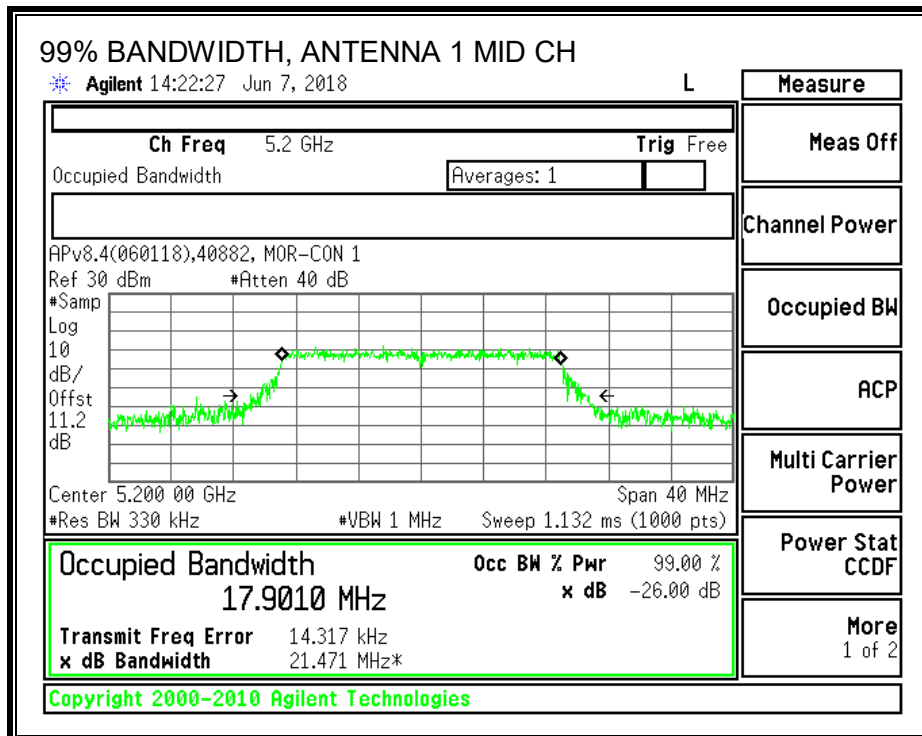 99% BANDWIDTH, ANTENNA 1 MID CH
Agilent 14:22:27 Jun 7, 2018 L
Ch Freq 5.2 GHz Trig Free
Occupied Bandwidth Averages: 1
APv8.4(060118),40882, MOR-CON 1
Ref 30 dBm #Atten 40 dB
#Samp
Log
10
dB/
Offst
11.2
dB
Center 5.200 00 GHz Span 40 MHz
#Res BW 330 kHz #VBW 1 MHz Sweep 1.132 ms (1000 pts)
Occupied Bandwidth Occ BW % Pwr 99.00 %
17.9010 MHz x dB -26.00 dB
Transmit Freq Error 14.317 kHz
x dB Bandwidth 21.471 MHz*
Copyright 2000-2010 Agilent Technologies
Measure
Meas Off
Channel Power
Occupied BW
ACP
Multi Carrier
Power
Power Stat
CCDF
More
1 of 2